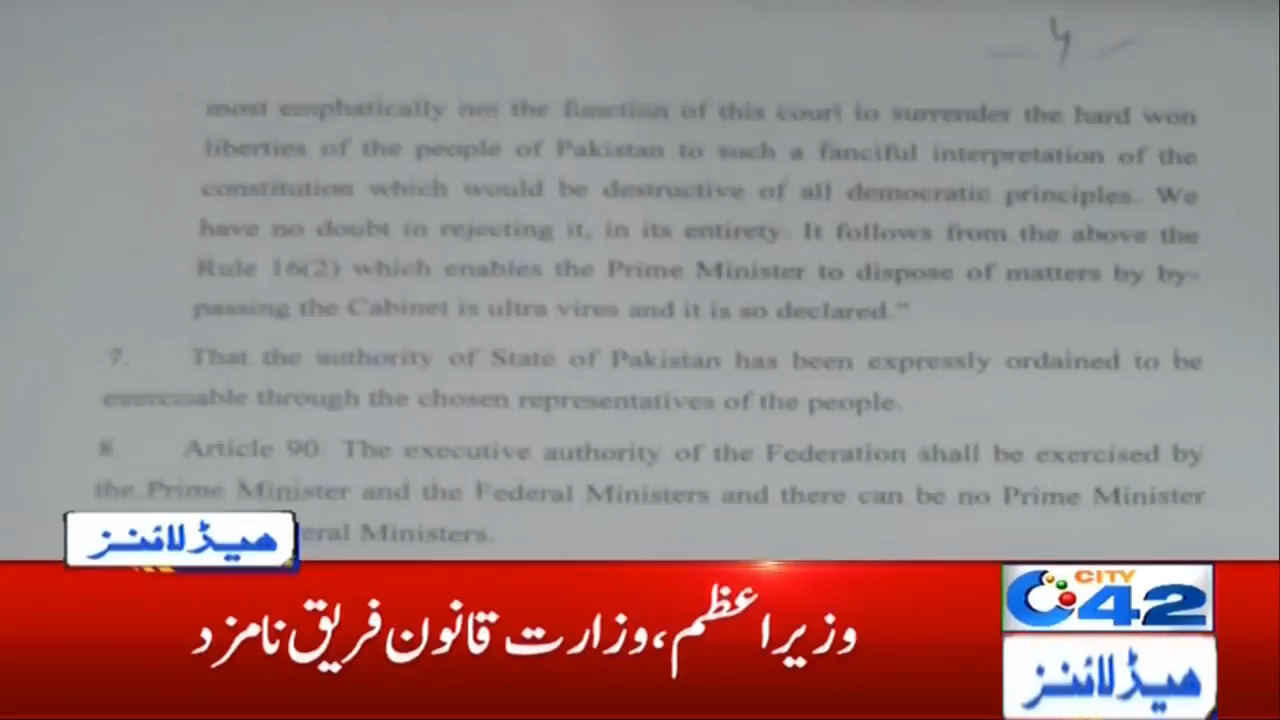 - 4 -
most emphatically not the function of this court to surrender the hard won
liberties of the people of Pakistan to such a fanciful interpretation of the
constitution which would be destructive of all democratic principles. We
have no doubt in rejecting it, in its entirety. It follows from the above the
Rule 16(2) which enables the Prime Minister to dispose of matters by by-
passing the Cabinet is ultra vires and it is so declared."
7. That the authority of State of Pakistan has been expressly ordained to be
exercisable through the chosen representatives of the people.
8. Article 90. The executive authority of the Federation shall be exercised by
the Prime Minister and the Federal Ministers and there can be no Prime Minister
eral Ministers.
ہیڈلائنز
وزیراعظم، وزارت قانون فریق نامزد
CITY
42
ہیڈلائنز